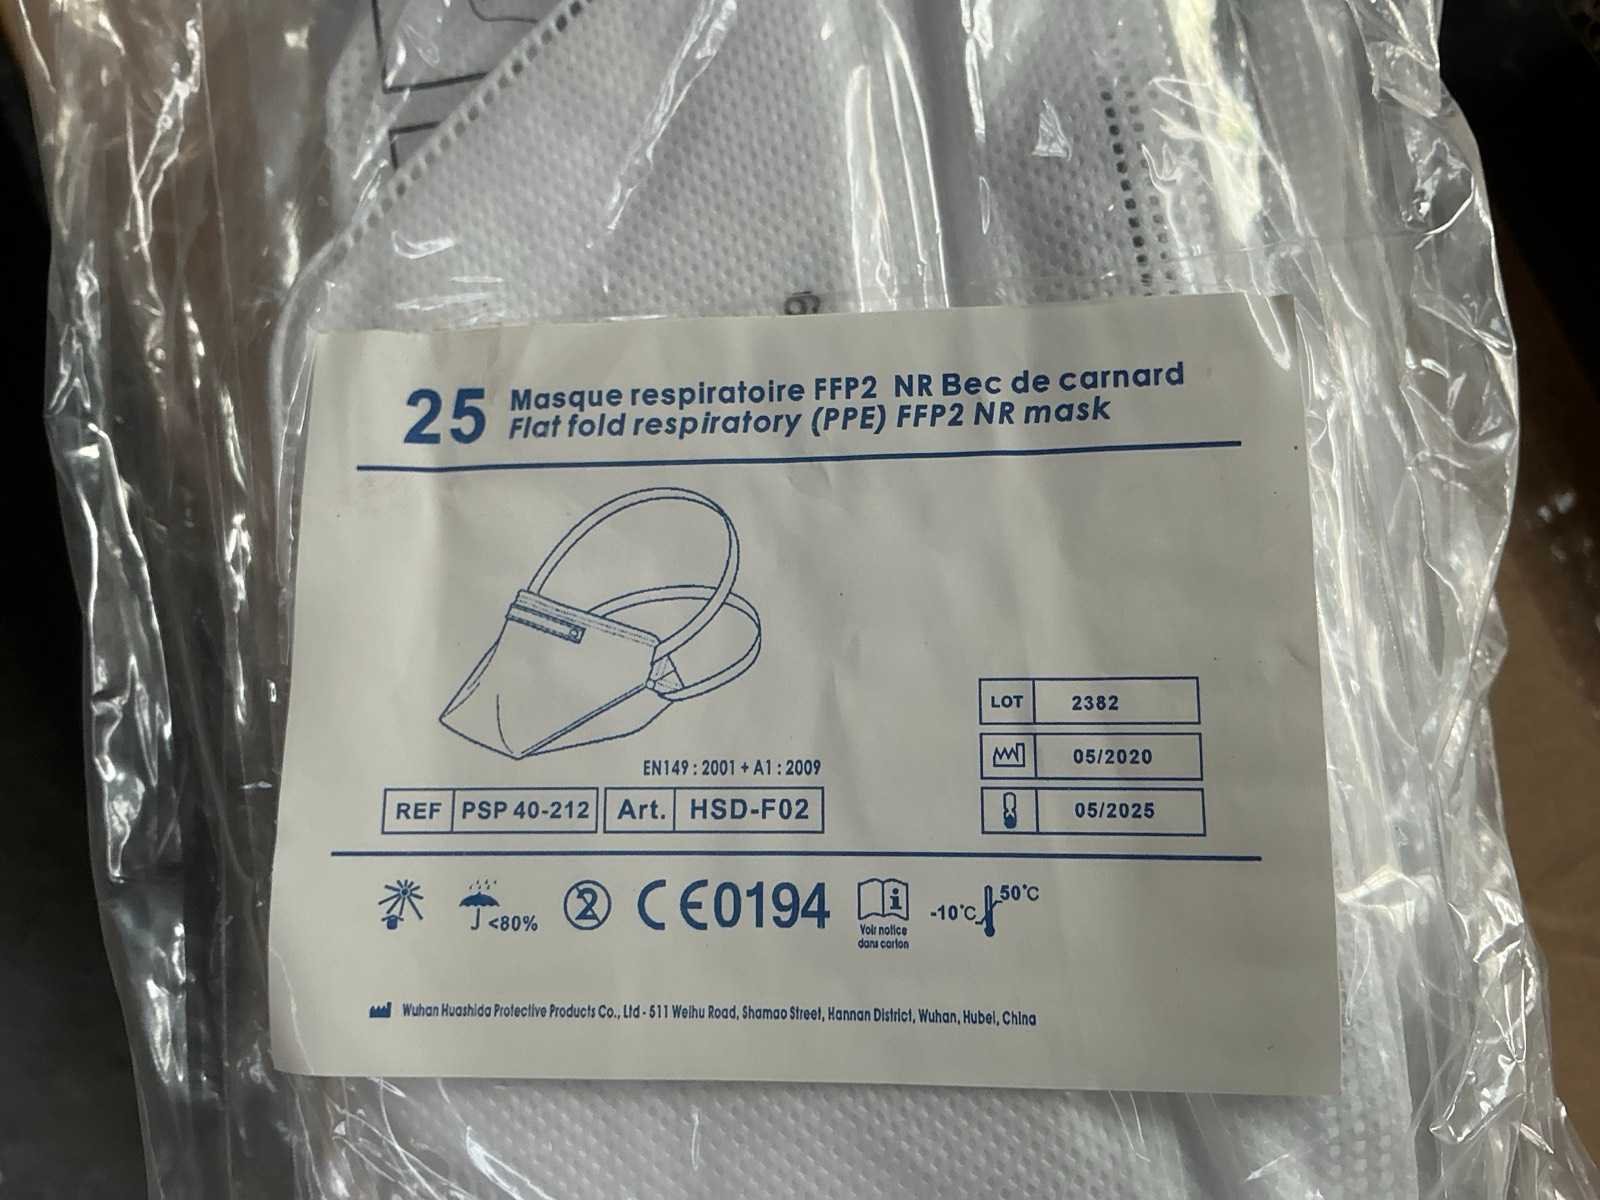 25 Masque respiratoire FFP2 NR Bec de carnard
Flat fold respiratory (PPE) FFP2 NR mask
LOT 2382
05/2020
05/2025
EN149 : 2001 + A1 : 2009
REF PSP 40-212 Art. HSD-F02
<80%
2
CE0194
i
Voir notice
dans carton
-10°C 50°C
Wuhan Huashida Protective Products Co., Ltd - 511 Weihu Road, Shamao Street, Hannan District, Wuhan, Hubei, China